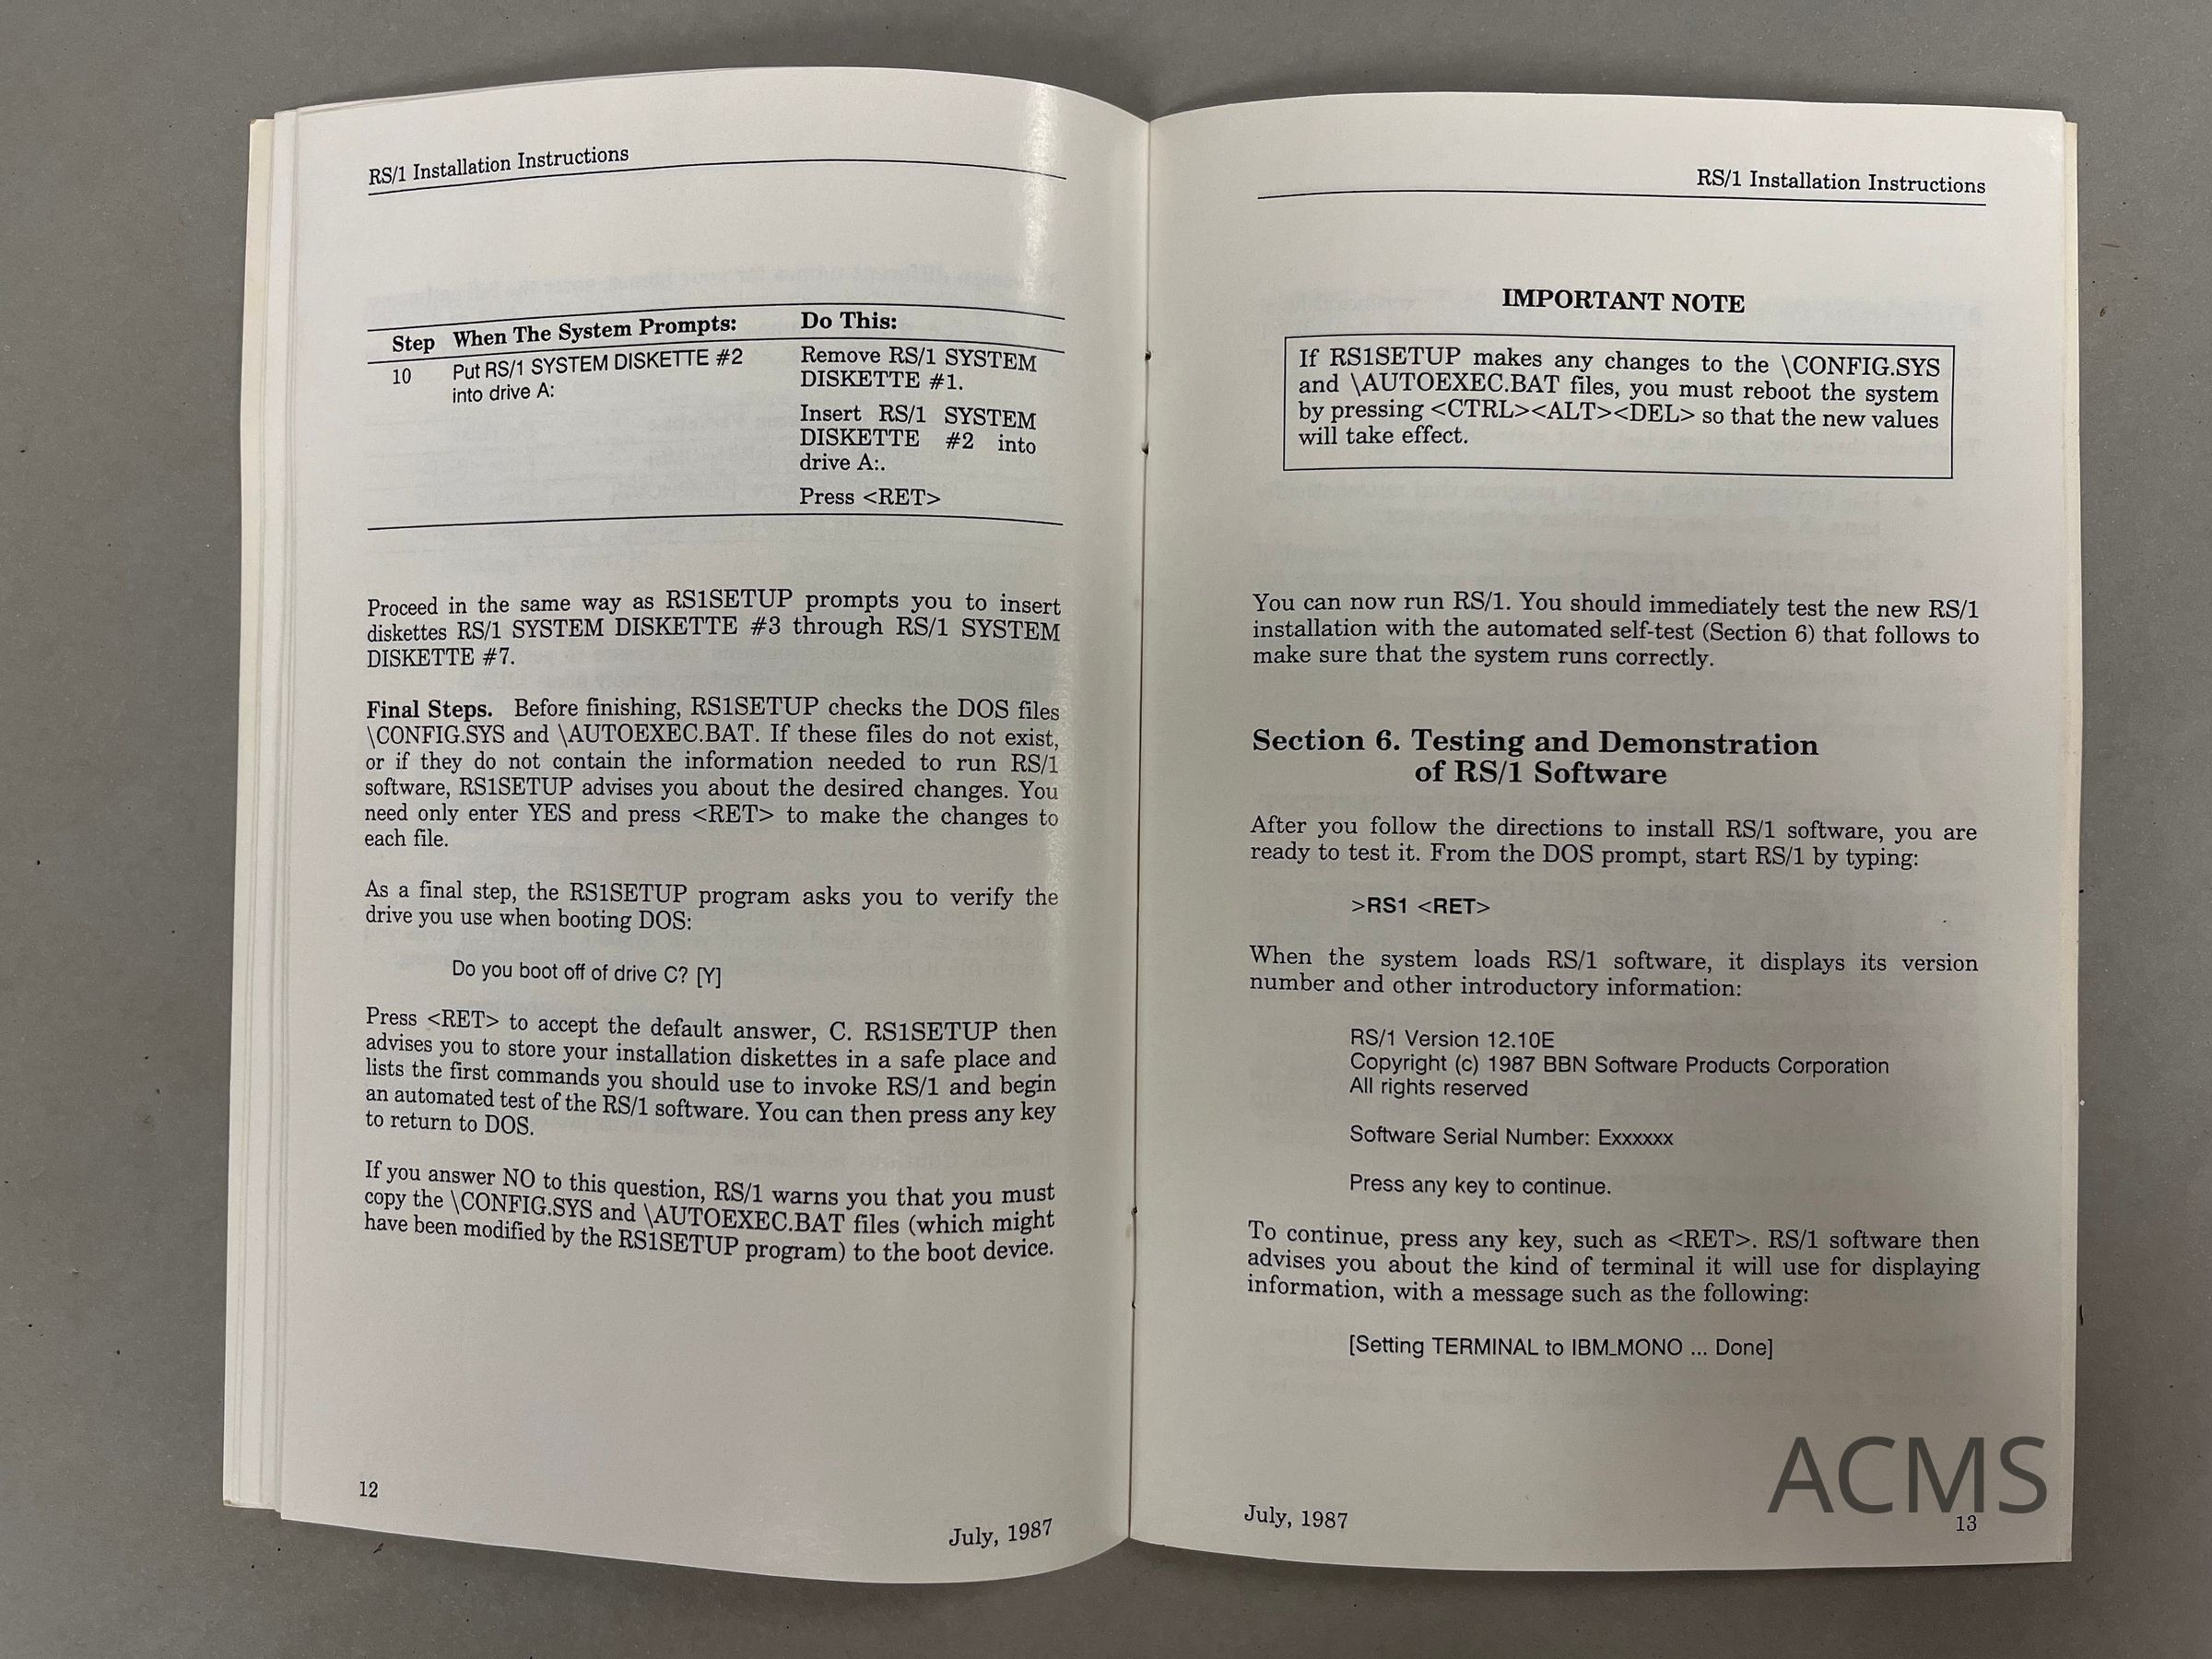 RS/1 Installation Instructions
Step When The System Prompts: Do This:
10 Put RS/1 SYSTEM DISKETTE #2
into drive A:
Remove RS/1 SYSTEM
DISKETTE #1.
Insert RS/1 SYSTEM
DISKETTE #2 into
drive A:.
Press <RET>
Proceed in the same way as RS1SETUP prompts you to insert
diskettes RS/1 SYSTEM DISKETTE #3 through RS/1 SYSTEM
DISKETTE #7.
Final Steps. Before finishing, RS1SETUP checks the DOS files
\CONFIG.SYS and \AUTOEXEC.BAT. If these files do not exist,
or if they do not contain the information needed to run RS/1
software, RS1SETUP advises you about the desired changes. You
need only enter YES and press <RET> to make the changes to
each file.
As a final step, the RS1SETUP program asks you to verify the
drive you use when booting DOS:
Do you boot off of drive C? [Y]
Press <RET> to accept the default answer, C. RS1SETUP then
advises you to store your installation diskettes in a safe place and
lists the first commands you should use to invoke RS/1 and begin
an automated test of the RS/1 software. You can then press any key
to return to DOS.
If you answer NO to this question, RS/1 warns you that you must
copy the \CONFIG.SYS and \AUTOEXEC.BAT files (which might
have been modified by the RS1SETUP program) to the boot device.
12
July, 1987
RS/1 Installation Instructions
IMPORTANT NOTE
If RS1SETUP makes any changes to the \CONFIG.SYS
and \AUTOEXEC.BAT files, you must reboot the system
by pressing <CTRL><ALT><DEL> so that the new values
will take effect.
You can now run RS/1. You should immediately test the new RS/1
installation with the automated self-test (Section 6) that follows to
make sure that the system runs correctly.
Section 6. Testing and Demonstration
of RS/1 Software
After you follow the directions to install RS/1 software, you are
ready to test it. From the DOS prompt, start RS/1 by typing:
>RS1 <RET>
When the system loads RS/1 software, it displays its version
number and other introductory information:
RS/1 Version 12.10E
Copyright (c) 1987 BBN Software Products Corporation
All rights reserved
Software Serial Number: Exxxxxx
Press any key to continue.
To continue, press any key, such as <RET>. RS/1 software then
advises you about the kind of terminal it will use for displaying
information, with a message such as the following:
[Setting TERMINAL to IBM_MONO ... Done]
ACMS
July, 1987
13